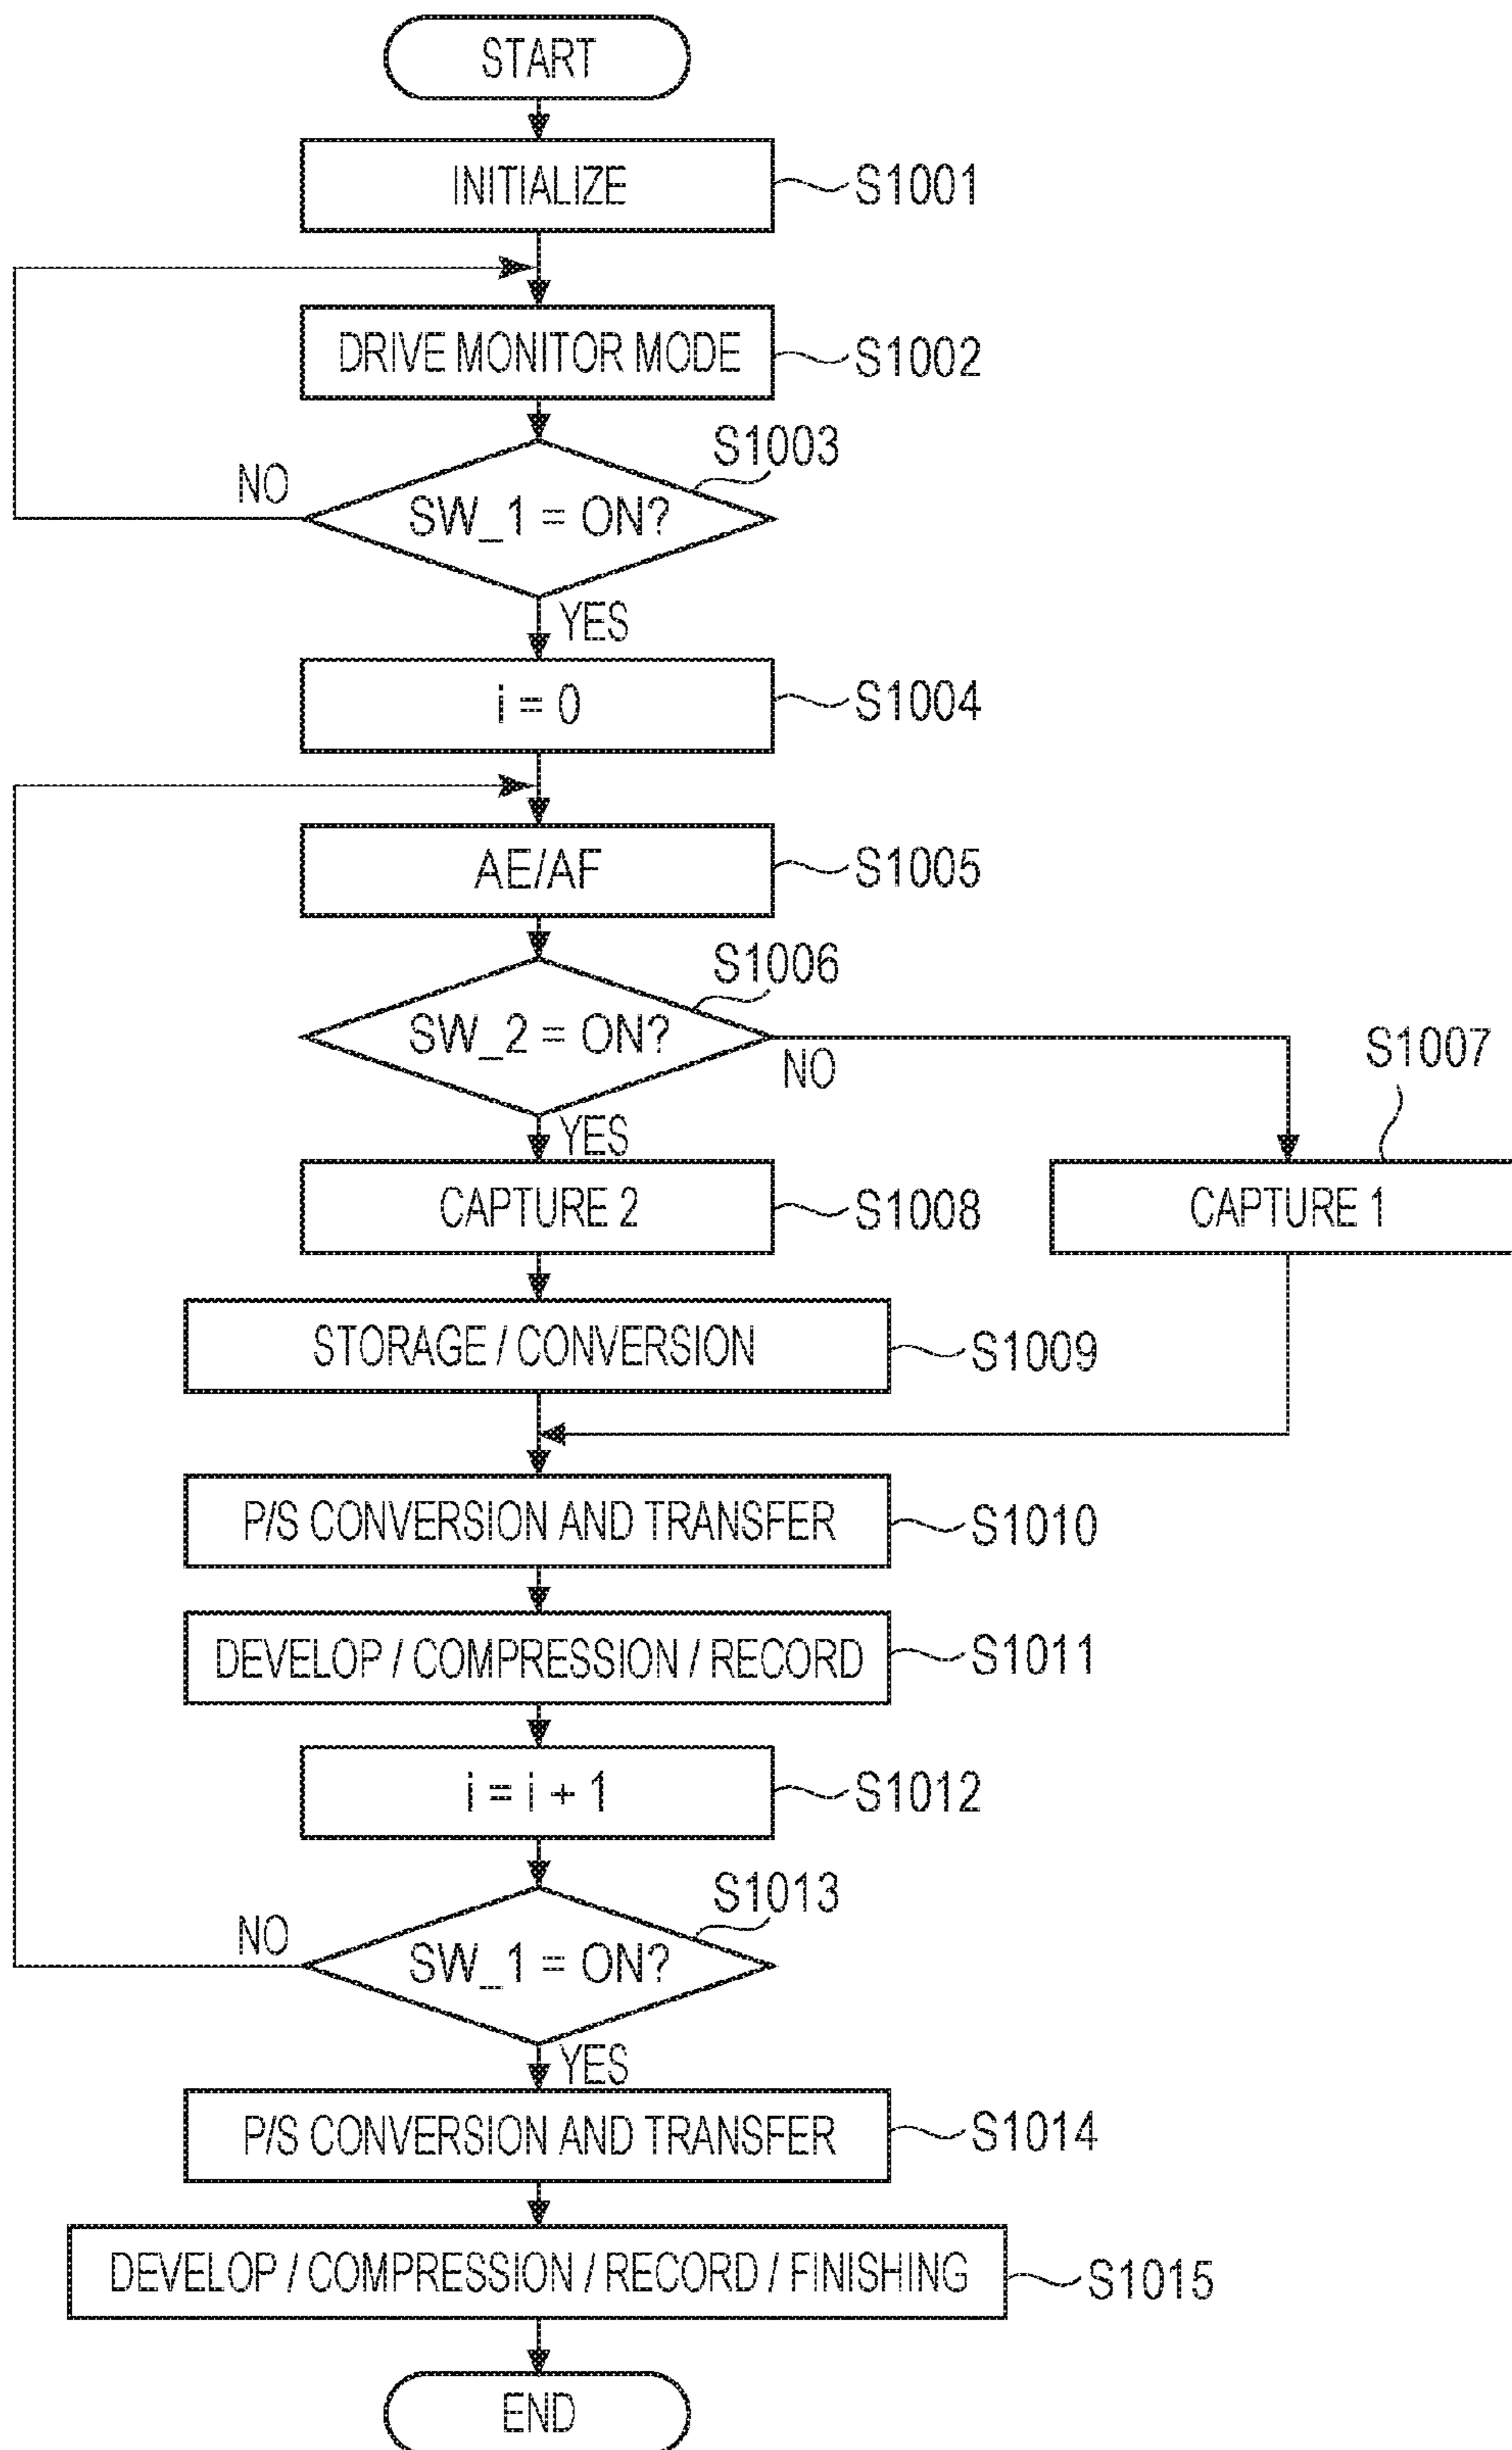 START
INITIALIZE
S1001
DRIVE MONITOR MODE
S1002
S1003
NO
SW_1 = ON?
YES
i = 0
S1004
AE/AF
S1005
S1006
SW_2 = ON?
NO
S1007
YES
CAPTURE 2
S1008
CAPTURE 1
STORAGE / CONVERSION
S1009
P/S CONVERSION AND TRANSFER
S1010
DEVELOP / COMPRESSION / RECORD
S1011
i = i + 1
S1012
S1013
NO
SW_1 = ON?
YES
P/S CONVERSION AND TRANSFER
S1014
DEVELOP / COMPRESSION / RECORD / FINISHING
S1015
END